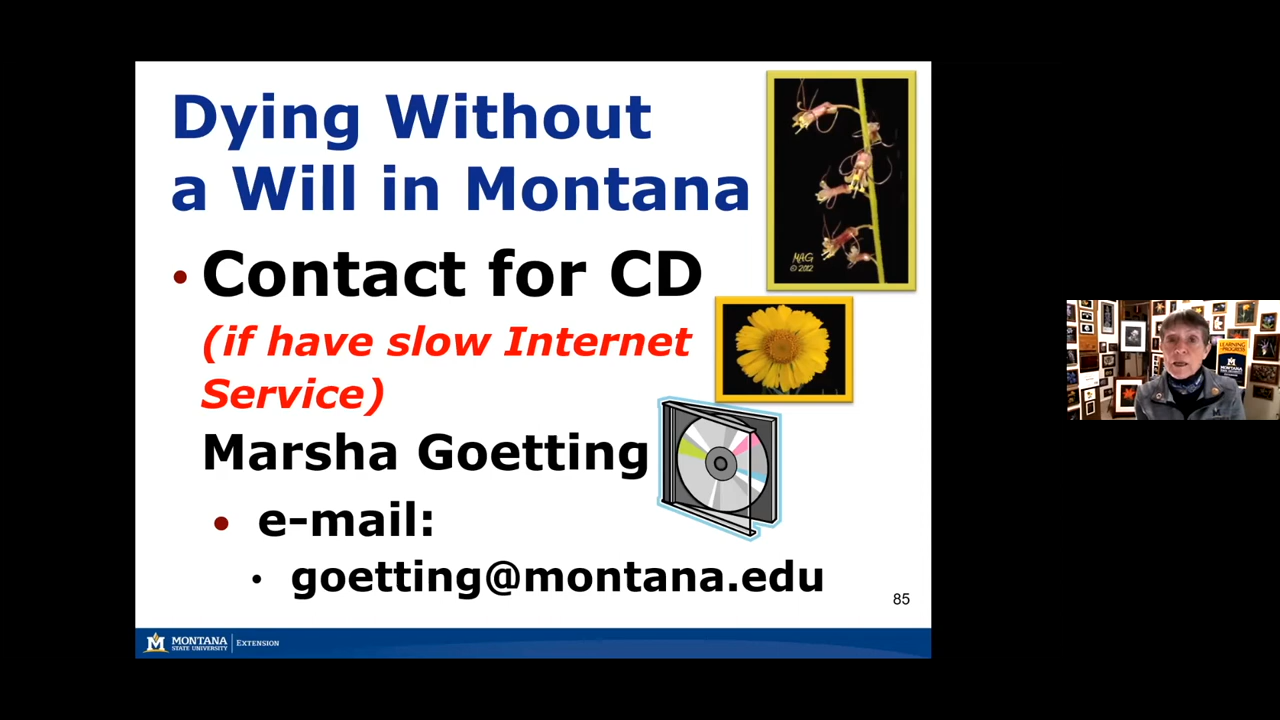 Dying Without
a Will in Montana
• Contact for CD
(if have slow Internet
Service)
Marsha Goetting
• e-mail:
• goetting@montana.edu
MAG
© 2012
85
M MONTANA
STATE UNIVERSITY
EXTENSION
MONTANA